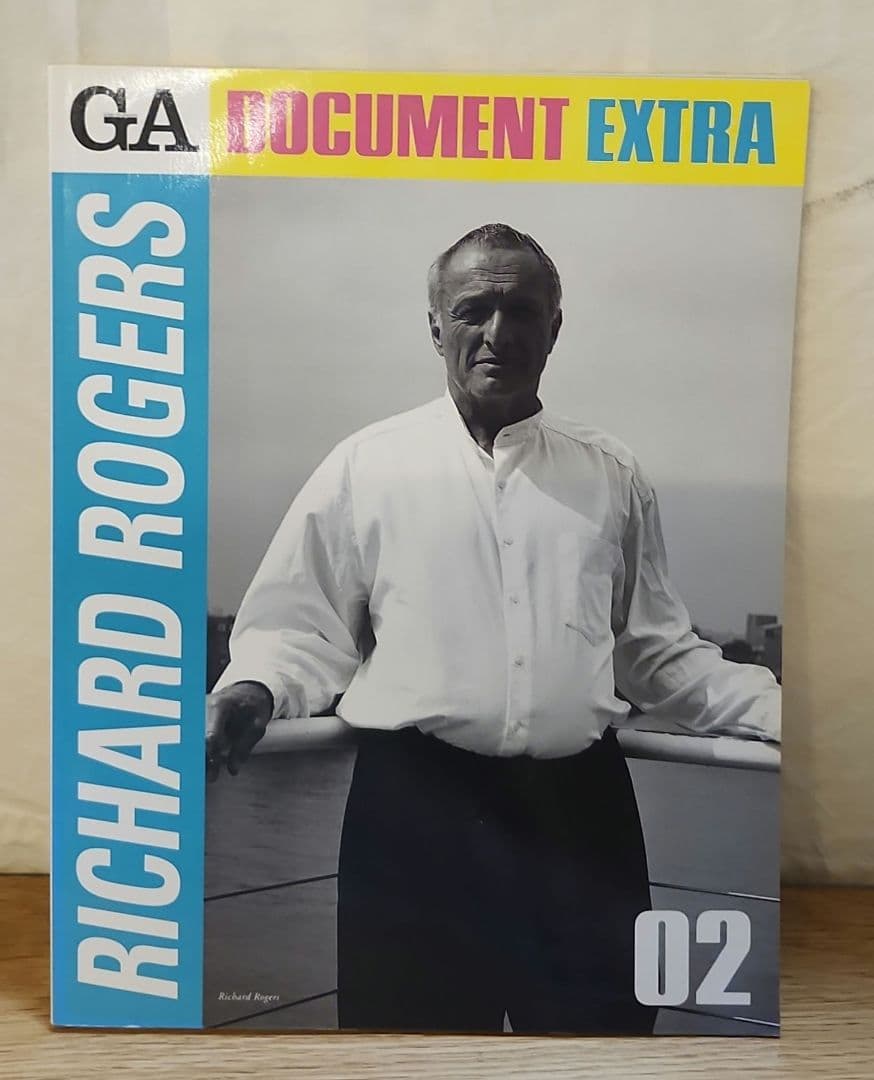 GA DOCUMENT EXTRA
RICHARD ROGERS
Richard Rogers
02